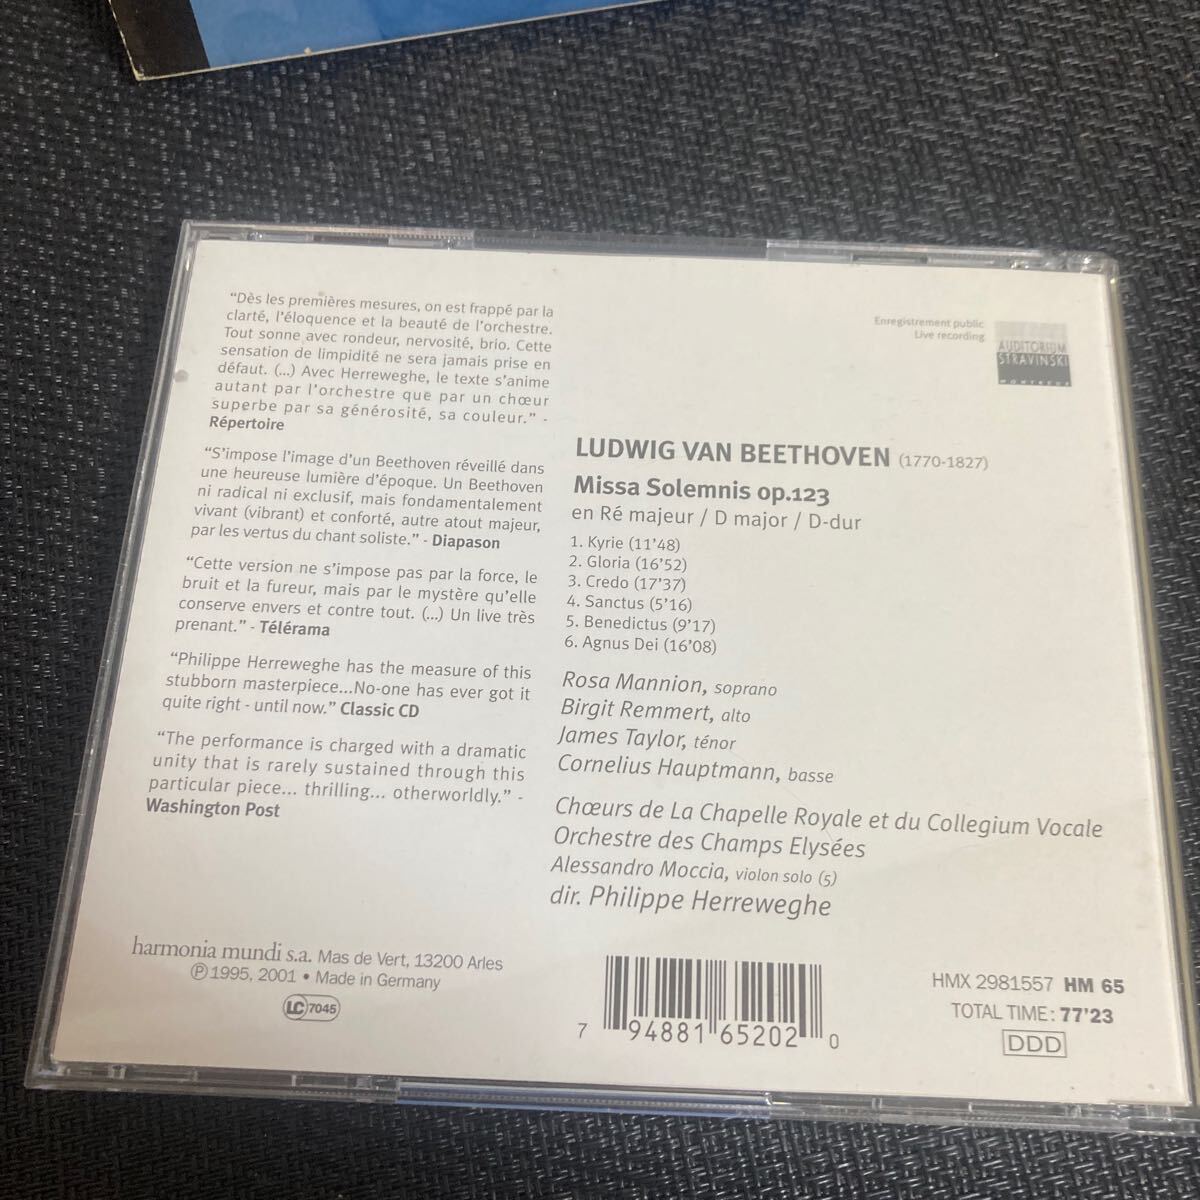 “Dès les premières mesures, on est frappé par la
clarté, l’éloquence et la beauté de l’orchestre.
Tout sonne avec rondeur, nervosité, brio. Cette
sensation de limpidité ne sera jamais prise en
défaut. (...) Avec Herreweghe, le texte s’anime
autant par l’orchestre que par un chœur
superbe par sa générosité, sa couleur.” -
Répertoire
“S’impose l’image d’un Beethoven réveillé dans
une heureuse lumière d’époque. Un Beethoven
ni radical ni exclusif, mais fondamentalement
vivant (vibrant) et conforté, autre atout majeur,
par les vertus du chant soliste.” - Diapason
“Cette version ne s’impose pas par la force, le
bruit et la fureur, mais par le mystère qu’elle
conserve envers et contre tout. (...) Un live très
prenant.” - Télérama
“Philippe Herreweghe has the measure of this
stubborn masterpiece...No-one has ever got it
quite right - until now.” Classic CD
“The performance is charged with a dramatic
unity that is rarely sustained through this
particular piece... thrilling... otherworldly.” -
Washington Post
harmonia mundi s.a. Mas de Vert, 13200 Arles
℗ 1995, 2001 • Made in Germany
LC 7045
Enregistrement public
Live recording
AUDITORIUM
STRAVINSKI
MONTREUX
LUDWIG VAN BEETHOVEN (1770-1827)
Missa Solemnis op.123
en Ré majeur / D major / D-dur
1. Kyrie (11’48)
2. Gloria (16’52)
3. Credo (17’37)
4. Sanctus (5’16)
5. Benedictus (9’17)
6. Agnus Dei (16’08)
Rosa Mannion, soprano
Birgit Remmert, alto
James Taylor, ténor
Cornelius Hauptmann, basse
Chœurs de La Chapelle Royale et du Collegium Vocale
Orchestre des Champs Elysées
Alessandro Moccia, violon solo (5)
dir. Philippe Herreweghe
7 94881 65202 0
HMX 2981557 HM 65
TOTAL TIME : 77’23
DDD